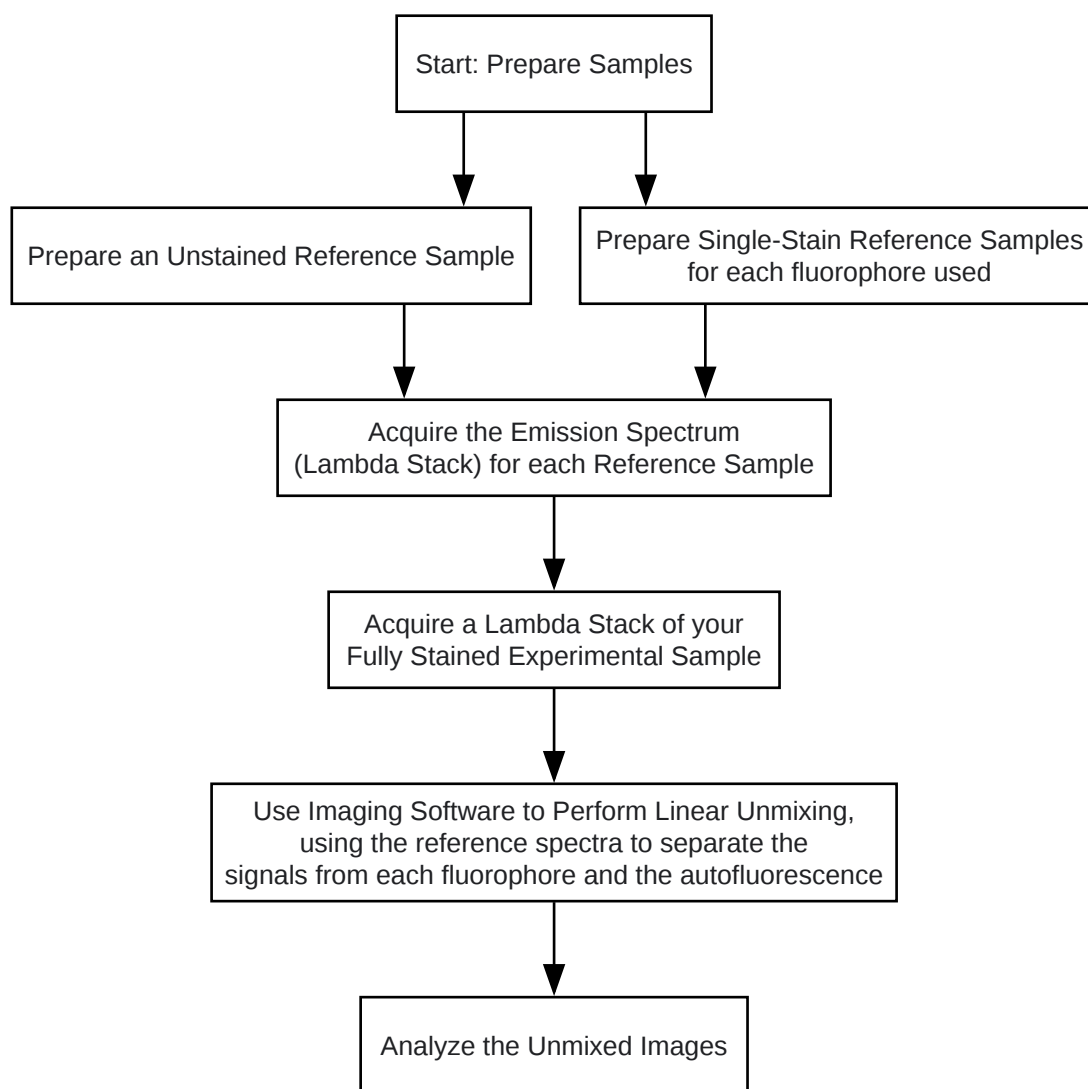 Start: Prepare Samples
Prepare an Unstained Reference Sample
Prepare Single-Stain Reference Samples
for each fluorophore used
Acquire the Emission Spectrum
(Lambda Stack) for each Reference Sample
Acquire a Lambda Stack of your
Fully Stained Experimental Sample
Use Imaging Software to Perform Linear Unmixing,
using the reference spectra to separate the
signals from each fluorophore and the autofluorescence
Analyze the Unmixed Images